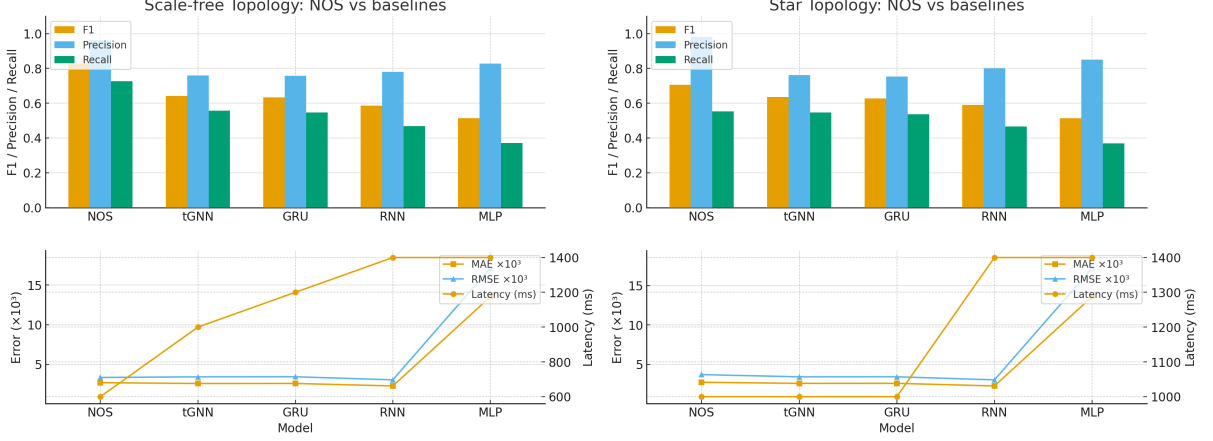 Scale-free Topology: NOS vs baselines
F1 / Precision / Recall
1.0
0.8
0.6
0.4
0.2
0.0
F1
Precision
Recall
NOS tGNN GRU RNN MLP
Star Topology: NOS vs baselines
F1 / Precision / Recall
1.0
0.8
0.6
0.4
0.2
0.0
F1
Precision
Recall
NOS tGNN GRU RNN MLP
Error (×10³)
15
10
5
MAE ×10³
RMSE ×10³
Latency (ms)
1400
1200
1000
800
600
Latency (ms)
NOS tGNN GRU RNN MLP
Model
Error (×10³)
15
10
5
MAE ×10³
RMSE ×10³
Latency (ms)
1400
1300
1200
1100
1000
Latency (ms)
NOS tGNN GRU RNN MLP
Model